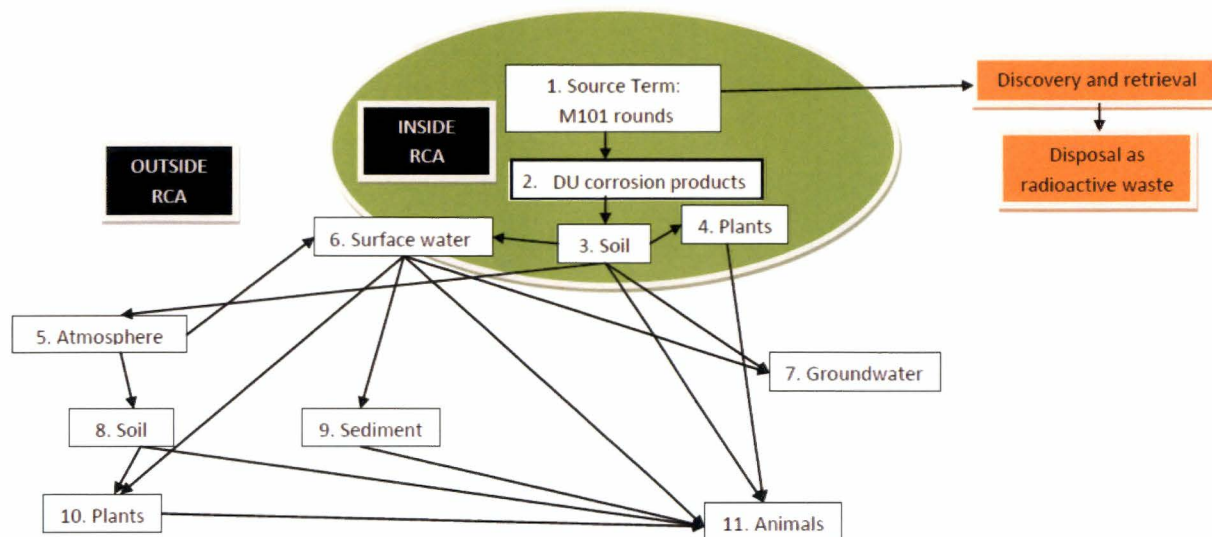 1. Source Term:
M101 rounds
Discovery and retrieval
INSIDE
RCA
OUTSIDE
RCA
2. DU corrosion products
Disposal as
radioactive waste
4. Plants
6. Surface water
3. Soil
5. Atmosphere
7. Groundwater
8. Soil
9. Sediment
10. Plants
11. Animals